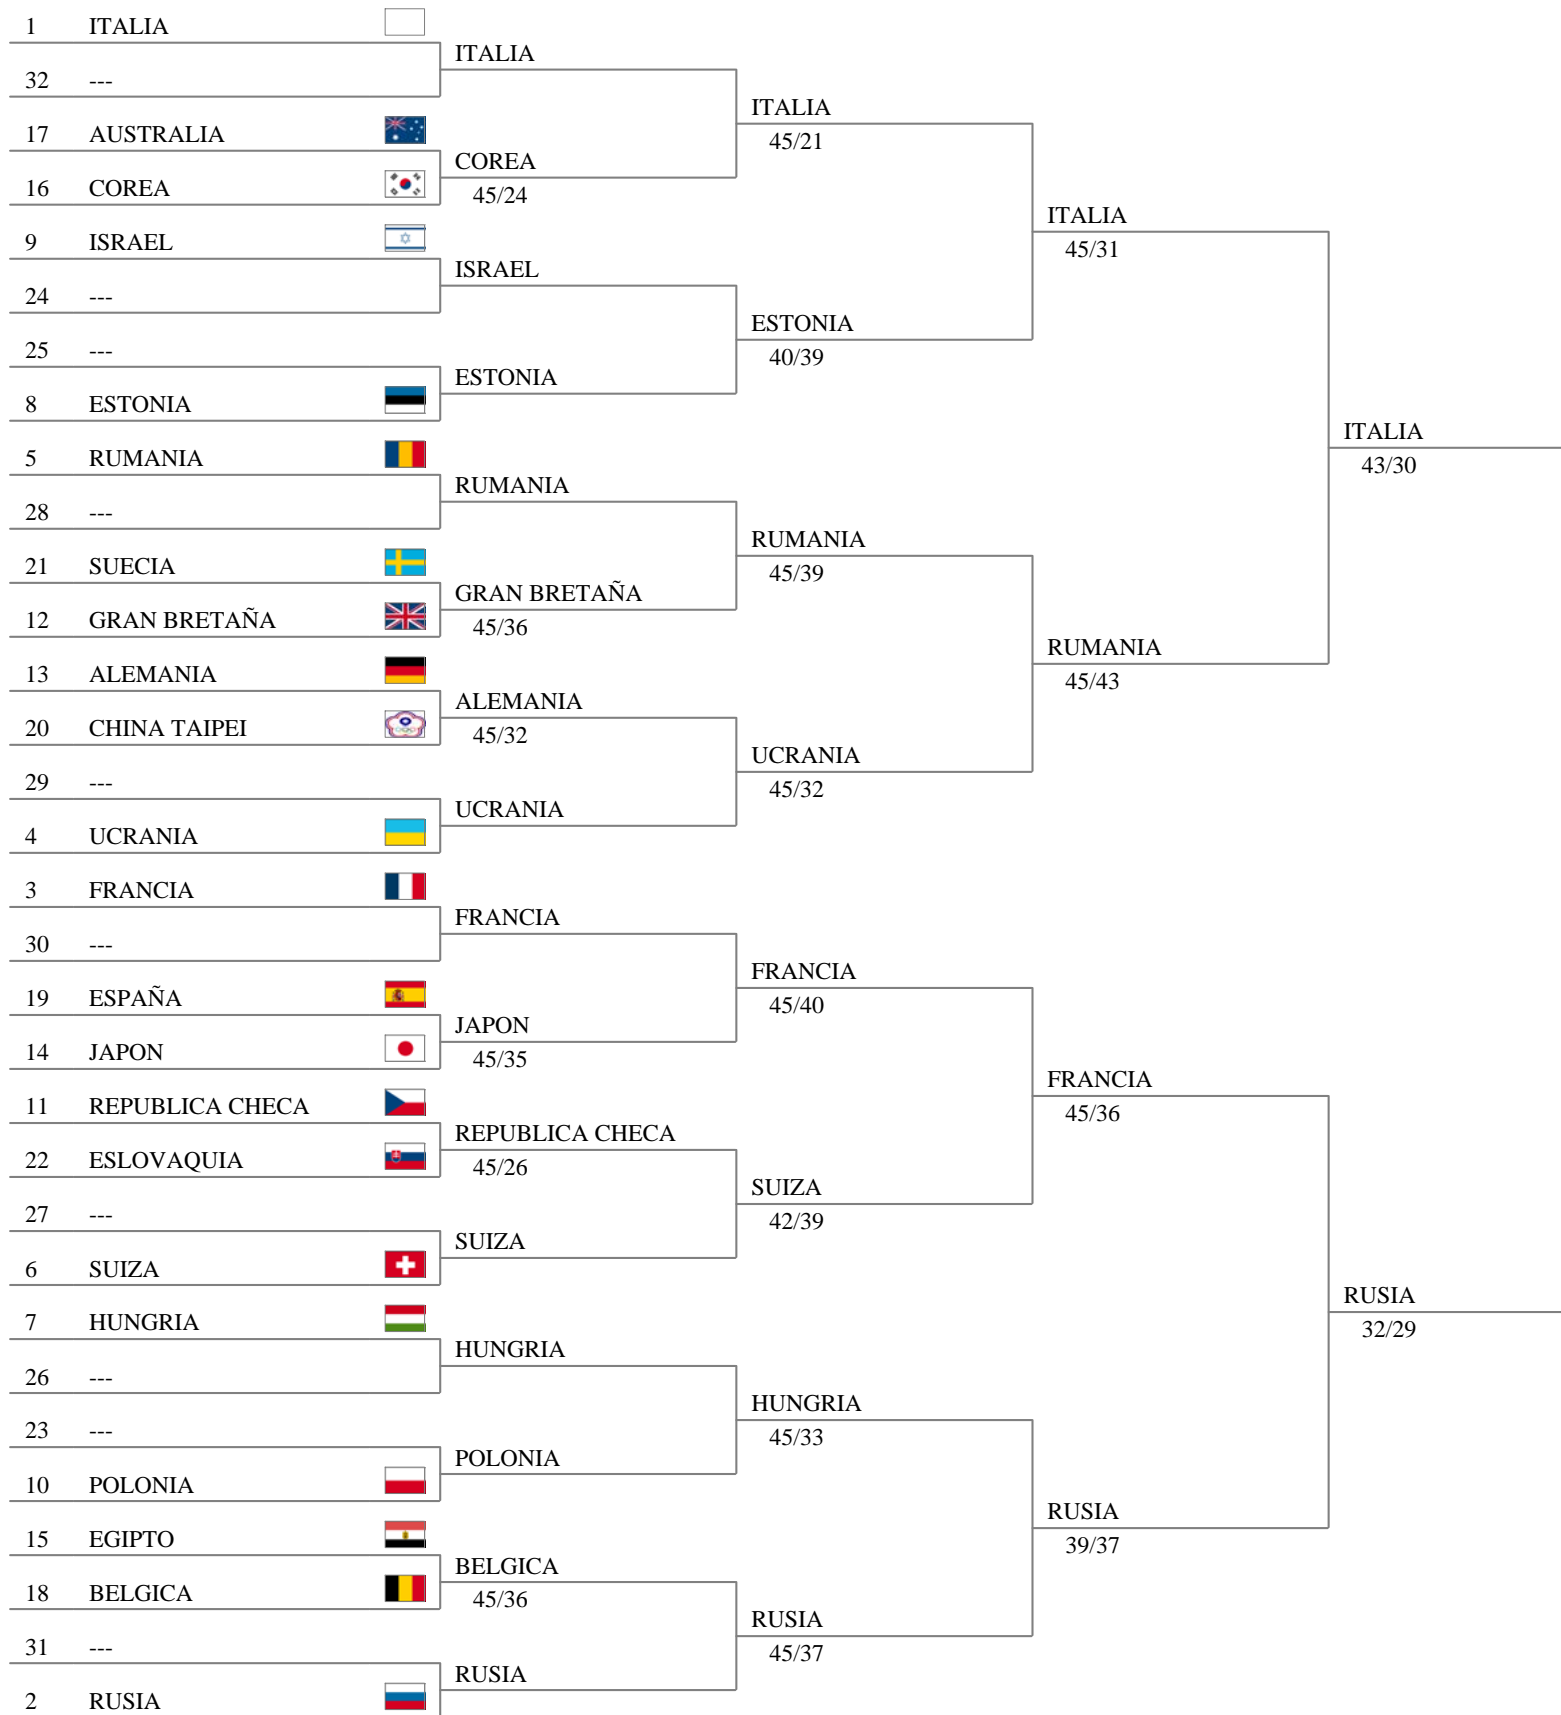 1 ITALIA
32 ---
17 AUSTRALIA
16 COREA
9 ISRAEL
24 ---
25 ---
8 ESTONIA
5 RUMANIA
28 ---
21 SUECIA
12 GRAN BRETAÑA
13 ALEMANIA
20 CHINA TAIPEI
29 ---
4 UCRANIA
3 FRANCIA
30 ---
19 ESPAÑA
14 JAPON
11 REPUBLICA CHECA
22 ESLOVAQUIA
27 ---
6 SUIZA
7 HUNGRIA
26 ---
23 ---
10 POLONIA
15 EGIPTO
18 BELGICA
31 ---
2 RUSIA
ITALIA
COREA
45/24
ISRAEL
ESTONIA
RUMANIA
GRAN BRETAÑA
45/36
ALEMANIA
45/32
UCRANIA
FRANCIA
JAPON
45/35
REPUBLICA CHECA
45/26
SUIZA
HUNGRIA
POLONIA
BELGICA
45/36
RUSIA
ITALIA
45/21
ESTONIA
40/39
RUMANIA
45/39
UCRANIA
45/32
FRANCIA
45/40
SUIZA
42/39
HUNGRIA
45/33
RUSIA
45/37
ITALIA
45/31
RUMANIA
45/43
FRANCIA
45/36
RUSIA
39/37
ITALIA
43/30
RUSIA
32/29